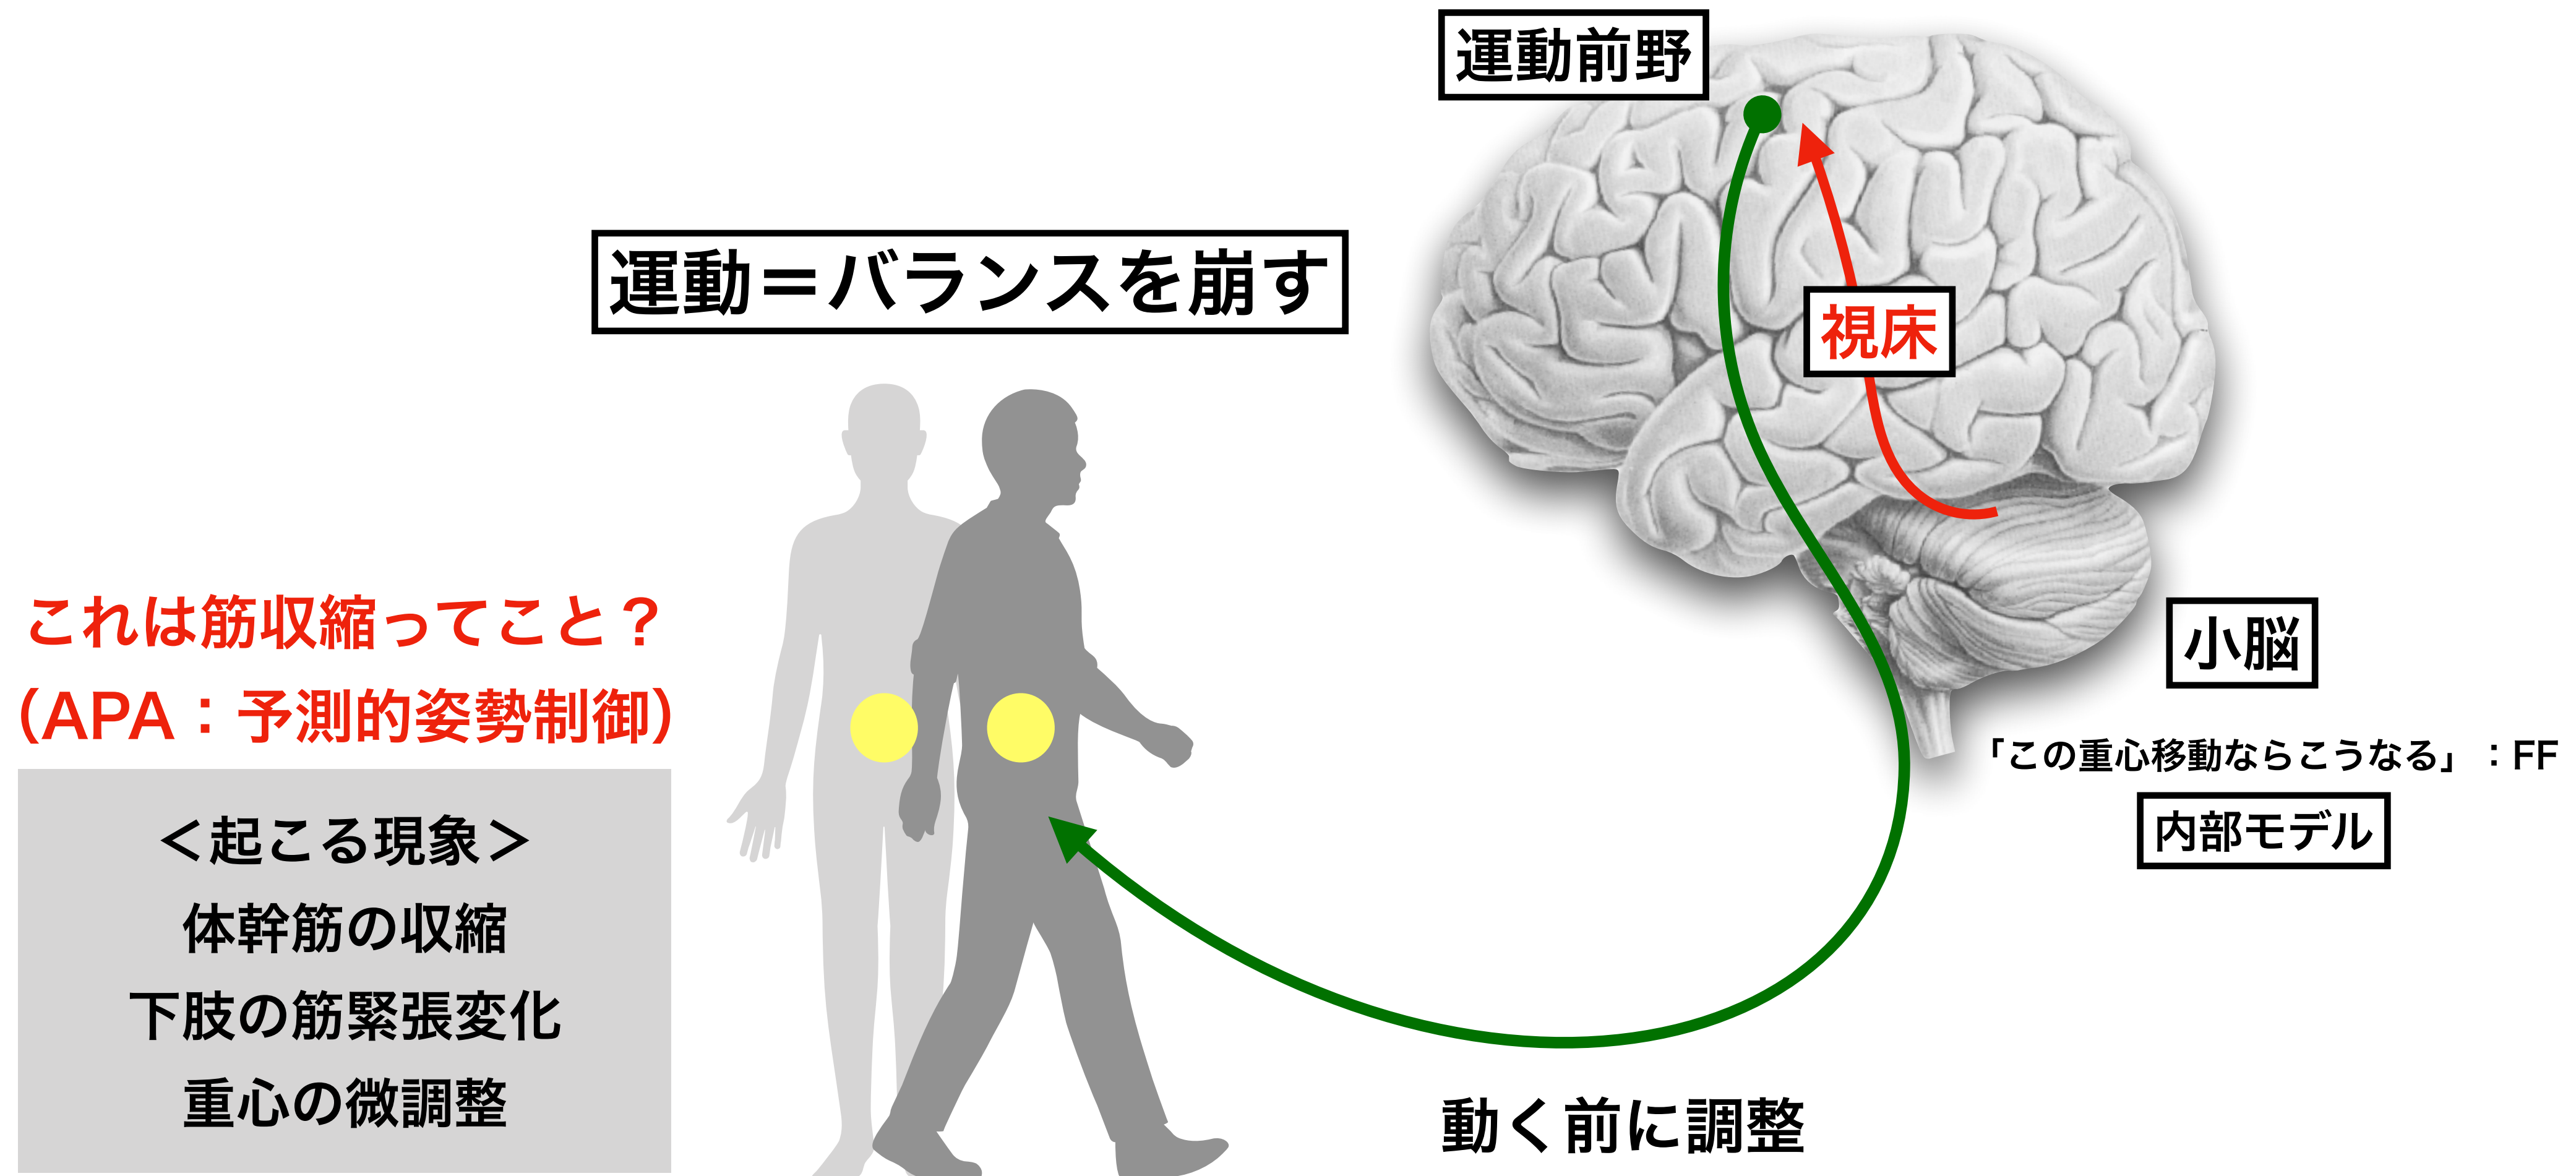 運動前野
運動＝バランスを崩す
視床
これは筋収縮ってこと？
（APA：予測的姿勢制御）
小脳
「この重心移動ならこうなる」：FF
内部モデル
＜起こる現象＞
体幹筋の収縮
下肢の筋緊張変化
重心の微調整
動く前に調整